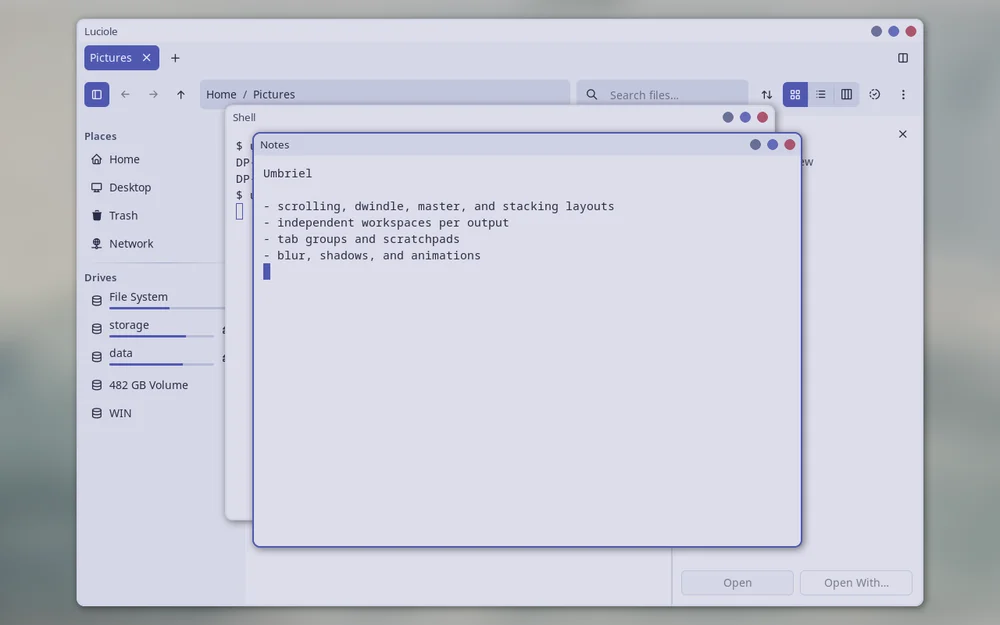 Luciole
Pictures
Home / Pictures
Search files...
Places
Home
Desktop
Trash
Network
Drives
File System
storage
data
482 GB Volume
WIN
Shell
$
DP-
DP-
$
Notes
Umbriel
- scrolling, dwindle, master, and stacking layouts
- independent workspaces per output
- tab groups and scratchpads
- blur, shadows, and animations
Open
Open With...